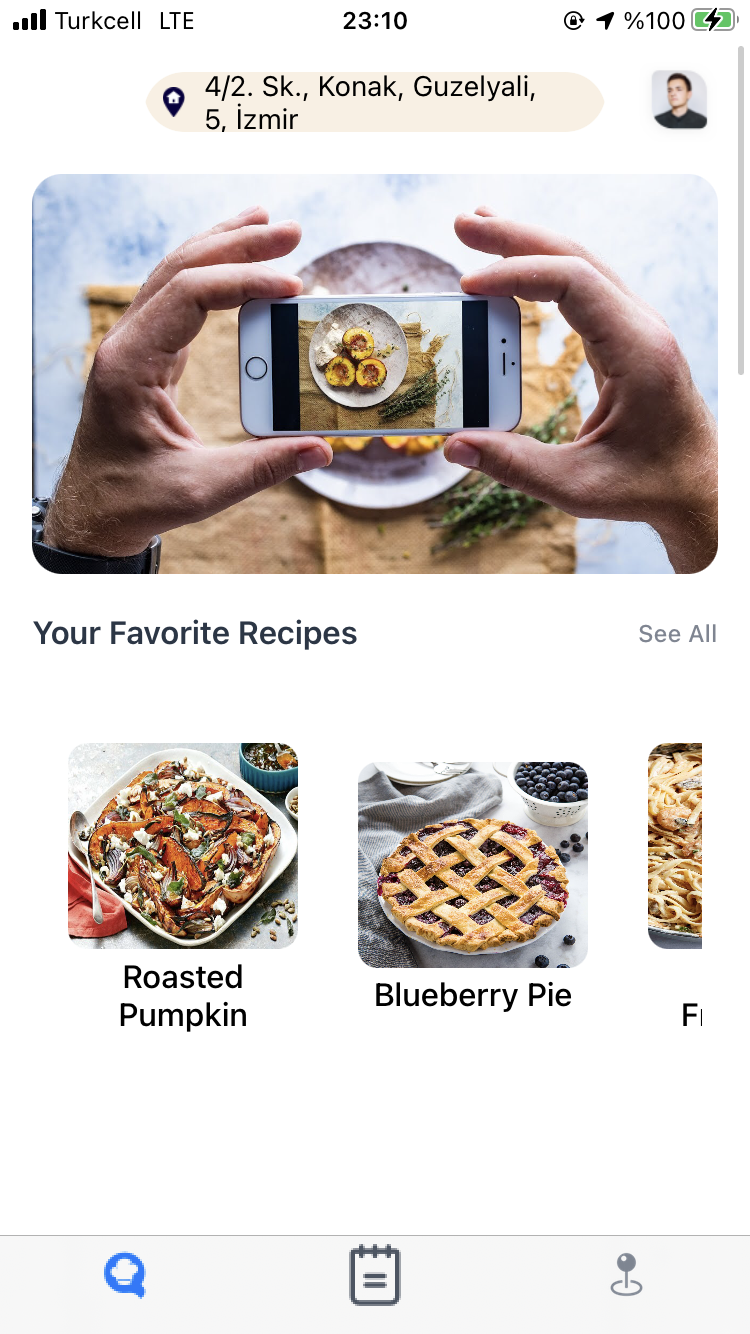 Turkcell LTE 23:10 %100
4/2. Sk., Konak, Guzelyali,
5, İzmir
Your Favorite Recipes See All
Roasted
Pumpkin
Blueberry Pie